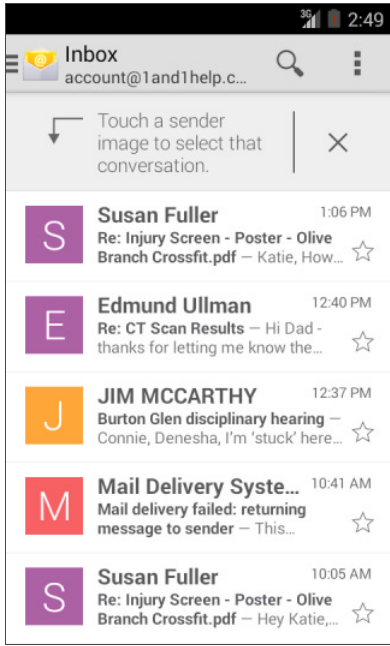 3G 2:49
Inbox
account@1and1help.c...
Touch a sender
image to select that
conversation.
S Susan Fuller 1:06 PM
Re: Injury Screen - Poster - Olive
Branch Crossfit.pdf — Katie, How...
E Edmund Ullman 12:40 PM
Re: CT Scan Results — Hi Dad -
thanks for letting me know the...
J JIM MCCARTHY 12:37 PM
Burton Glen disciplinary hearing —
Connie, Denesha, I'm ‘stuck’ here...
M Mail Delivery Syste... 10:41 AM
Mail delivery failed: returning
message to sender — This...
S Susan Fuller 10:05 AM
Re: Injury Screen - Poster - Olive
Branch Crossfit.pdf — Hey Katie,...